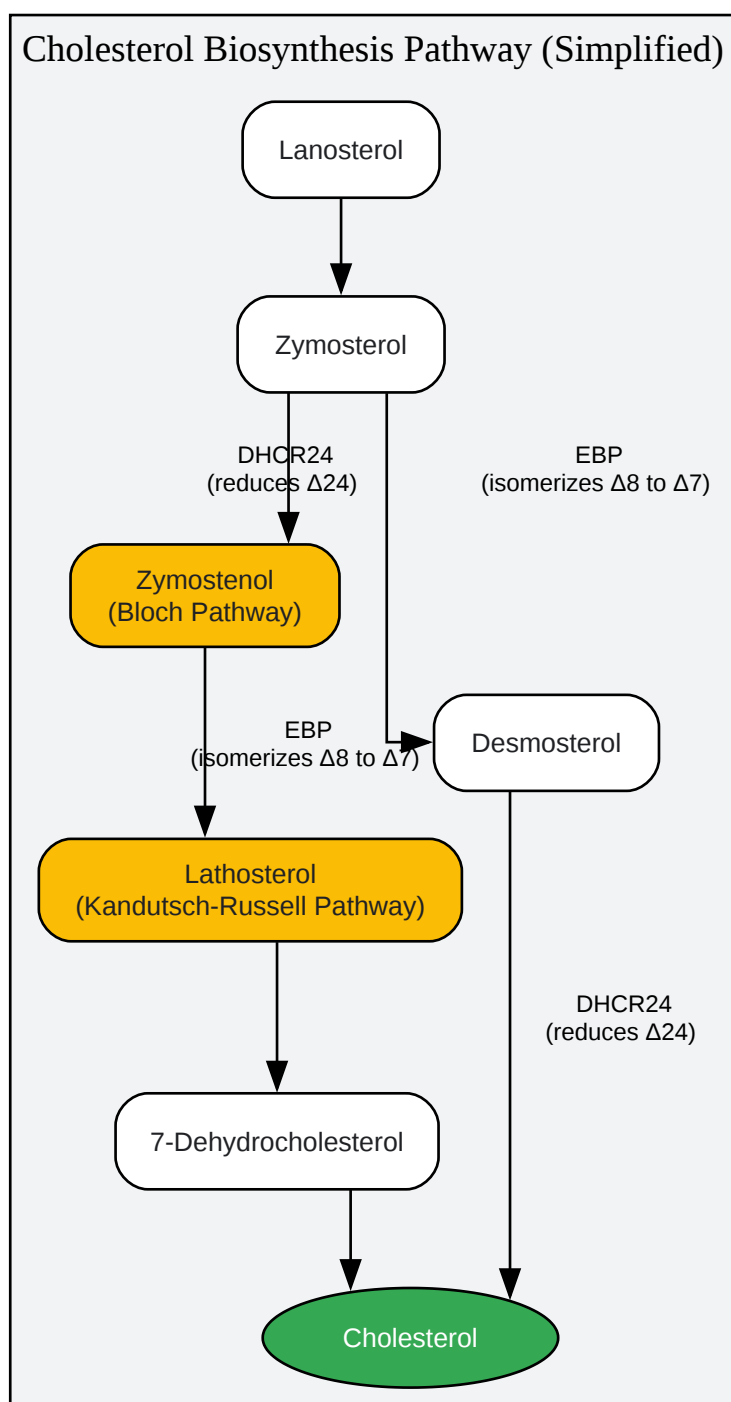 Cholesterol Biosynthesis Pathway (Simplified)
Lanosterol
Zymosterol
DHCR24
(reduces Δ24)
EBP
(isomerizes Δ8 to Δ7)
Zymostenol
(Bloch Pathway)
EBP
(isomerizes Δ8 to Δ7)
Desmosterol
Lathosterol
(Kandutsch-Russell Pathway)
DHCR24
(reduces Δ24)
7-Dehydrocholesterol
Cholesterol